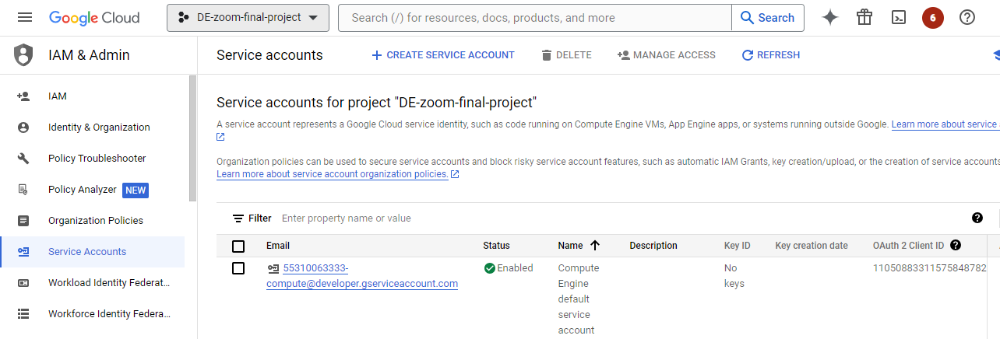 Google Cloud
DE-zoom-final-project
Search (/) for resources, docs, products, and more
Search
6
IAM & Admin
Service accounts
CREATE SERVICE ACCOUNT
DELETE
MANAGE ACCESS
REFRESH
IAM
Identity & Organization
Policy Troubleshooter
Policy Analyzer NEW
Organization Policies
Service Accounts
Workload Identity Federat...
Workforce Identity Federa...
Service accounts for project "DE-zoom-final-project"
A service account represents a Google Cloud service identity, such as code running on Compute Engine VMs, App Engine apps, or systems running outside Google. Learn more about service
Organization policies can be used to secure service accounts and block risky service account features, such as automatic IAM Grants, key creation/upload, or the creation of service accounts
Learn more about service account organization policies.
Filter Enter property name or value
Email Status Name Description Key ID Key creation date OAuth 2 Client ID
55310063333-
compute@developer.gserviceaccount.com
Enabled
Compute
Engine
default
service
account
No
keys
11050883311575848782